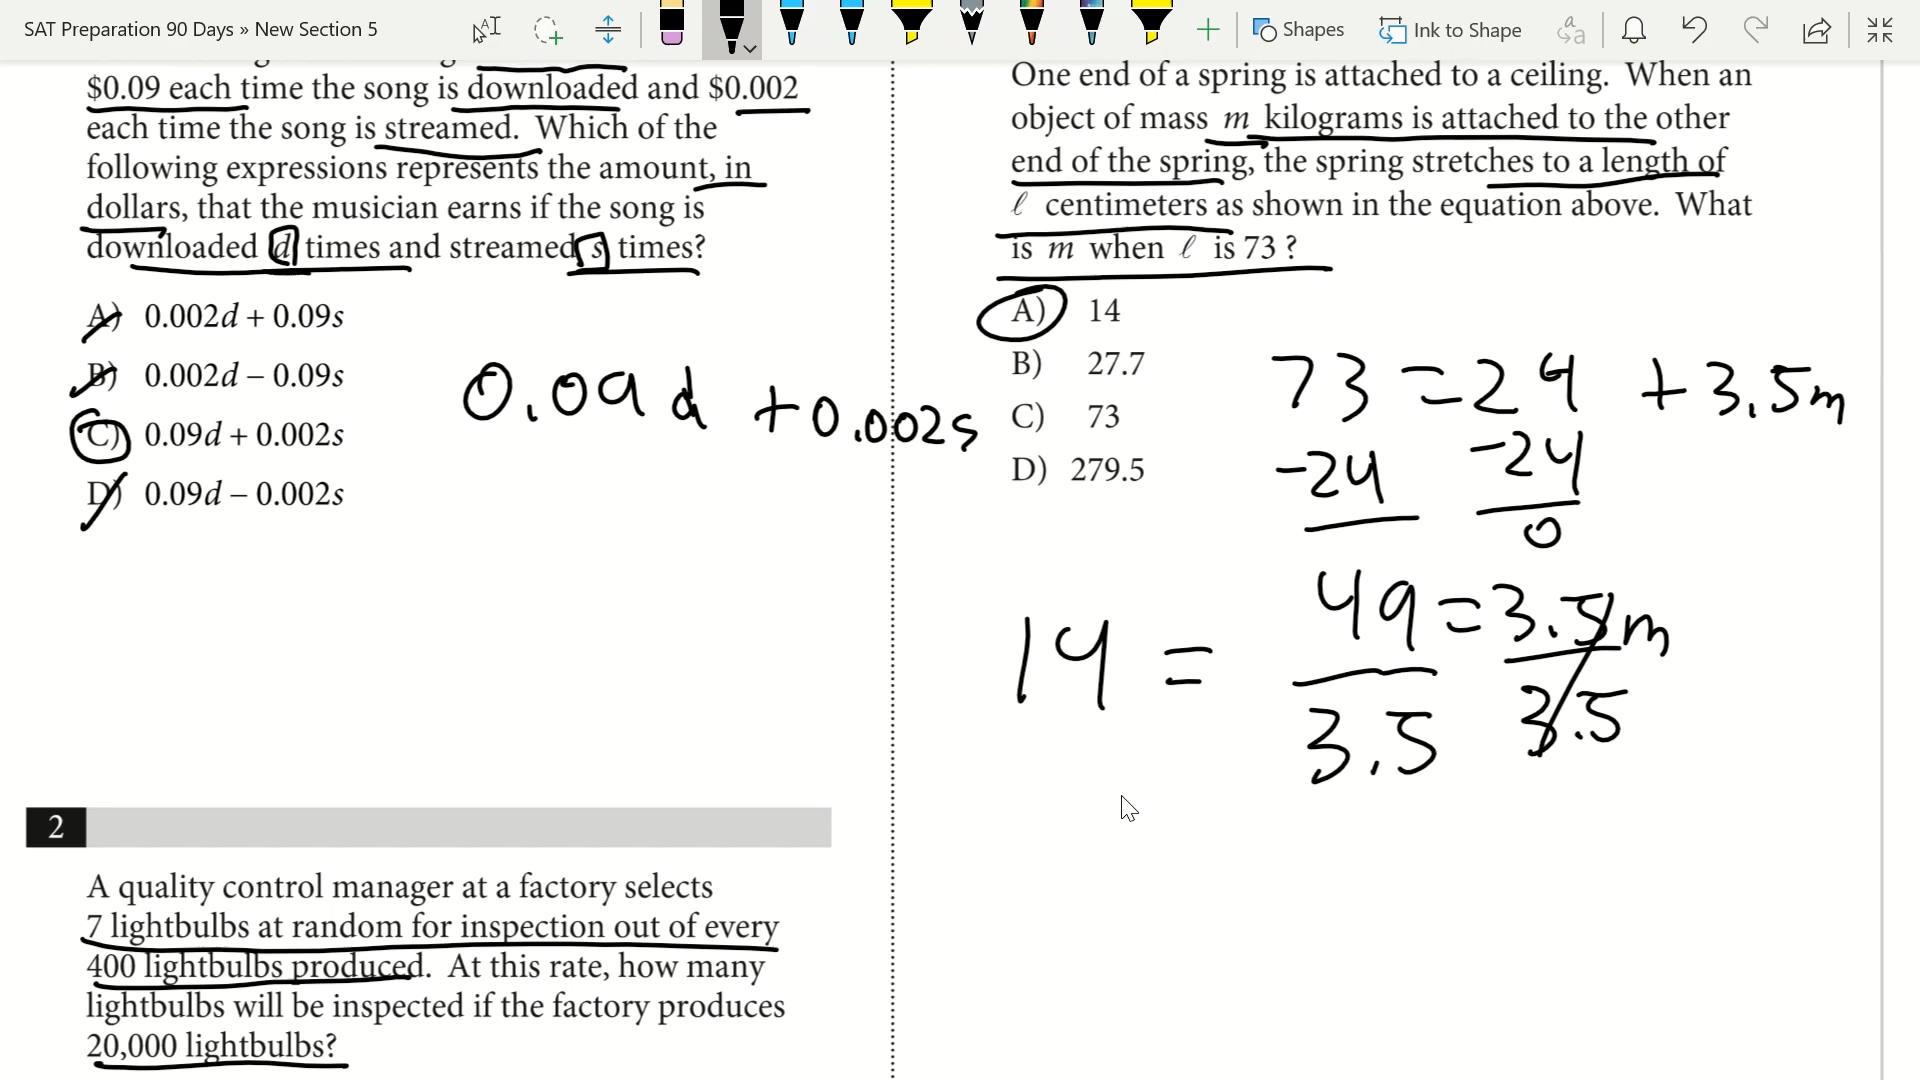 SAT Preparation 90 Days » New Section 5
Shapes
Ink to Shape
$0.09 each time the song is downloaded and $0.002
each time the song is streamed. Which of the
following expressions represents the amount, in
dollars, that the musician earns if the song is
downloaded d times and streamed s times?
A) 0.002d + 0.09s
B) 0.002d – 0.09s
C) 0.09d + 0.002s
D) 0.09d – 0.002s
0.09d + 0.002s
2
A quality control manager at a factory selects
7 lightbulbs at random for inspection out of every
400 lightbulbs produced. At this rate, how many
lightbulbs will be inspected if the factory produces
20,000 lightbulbs?
One end of a spring is attached to a ceiling. When an
object of mass m kilograms is attached to the other
end of the spring, the spring stretches to a length of
ℓ centimeters as shown in the equation above. What
is m when ℓ is 73 ?
A) 14
B) 27.7
C) 73
D) 279.5
73 = 24 + 3.5m
-24 -24
0
49 = 3.5m
14 =
3.5 3.5